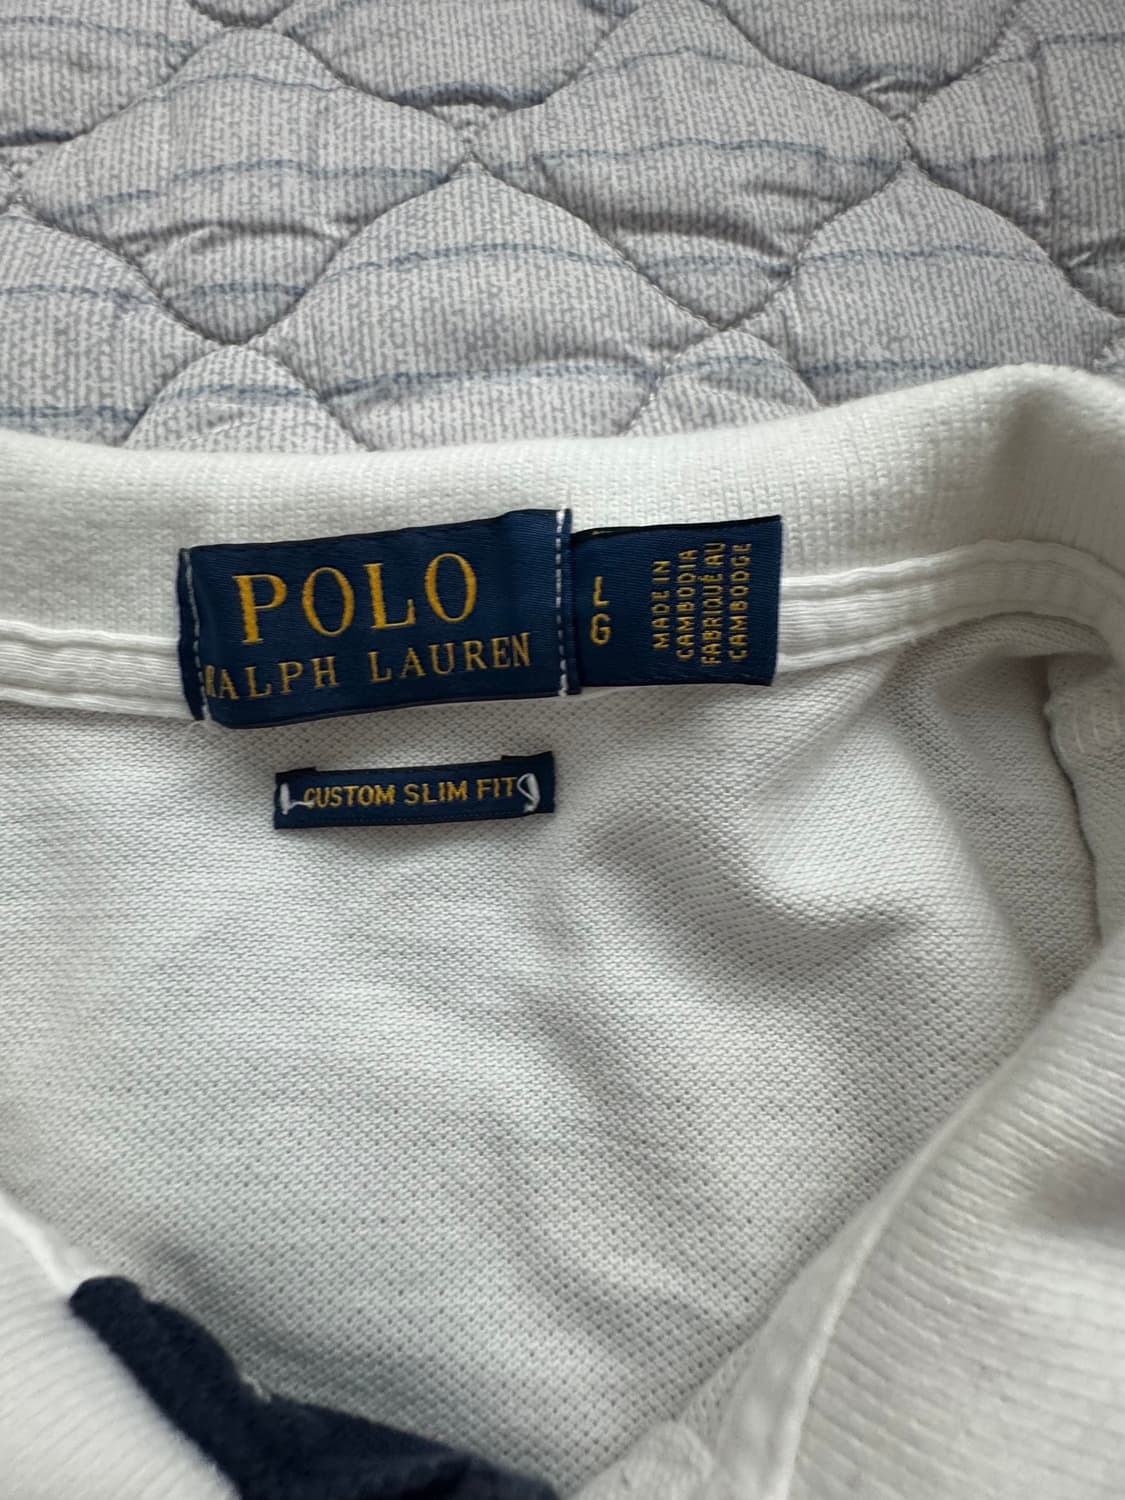 POLO
RALPH LAUREN
L
G
MADE IN
CAMBODIA
FABRIQUÉ AU
CAMBODGE
CUSTOM SLIM FIT